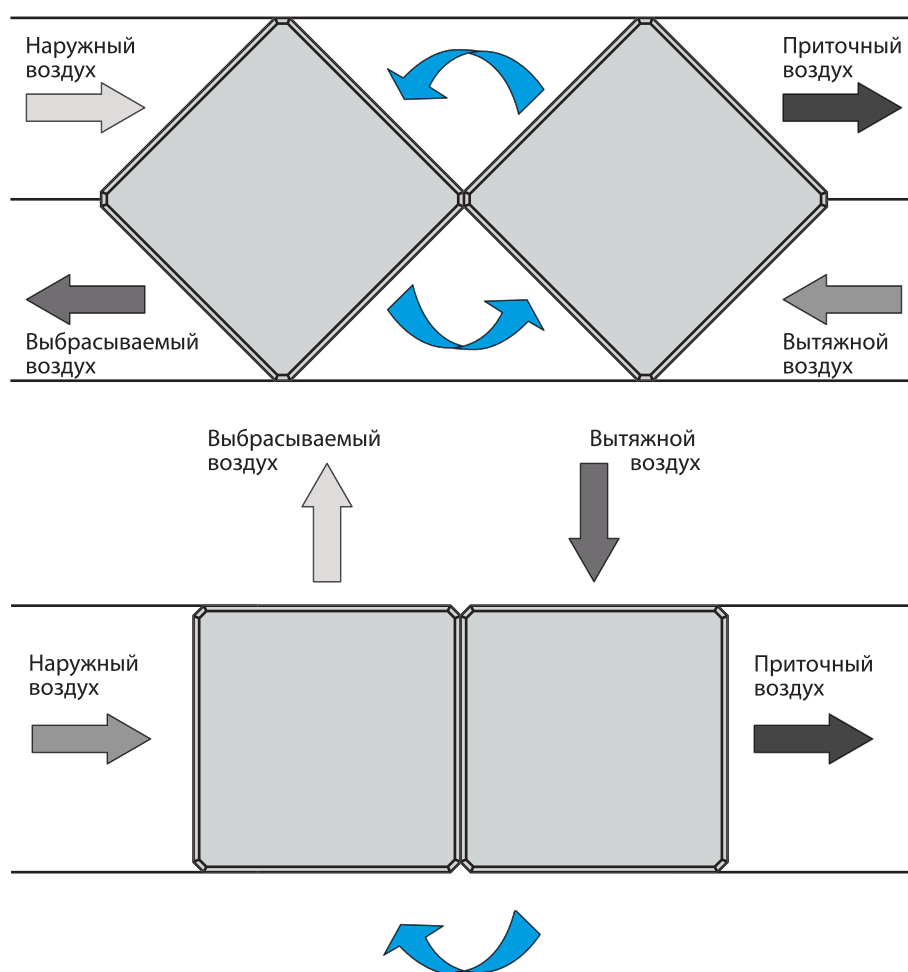 Наружный
воздух
Приточный
воздух
Выбрасываемый
воздух
Вытяжной
воздух
Выбрасываемый
воздух
Вытяжной
воздух
Наружный
воздух
Приточный
воздух